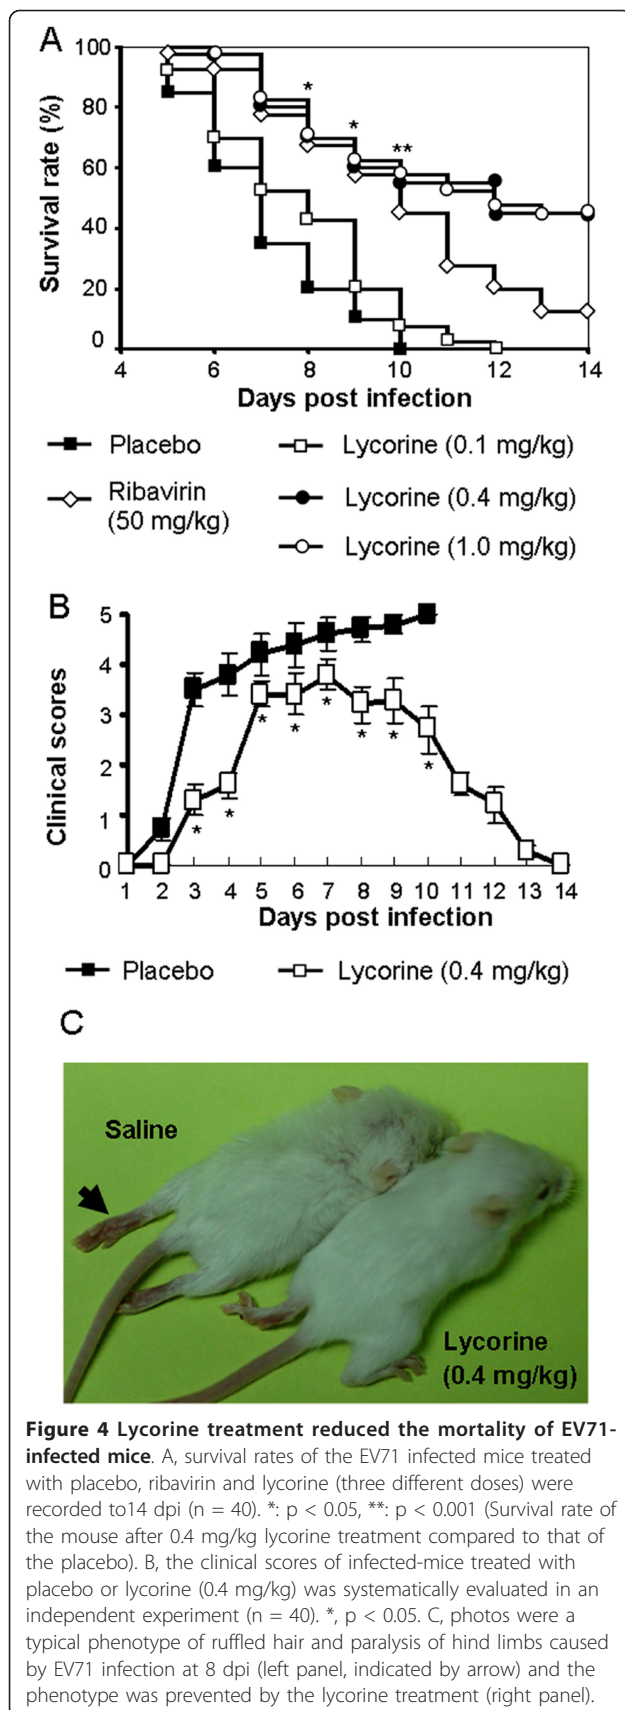 A
Survival rate (%)
100
80
60
40
20
0
4 6 8 10 12 14
* * **
Days post infection
Placebo
Lycorine (0.1 mg/kg)
Ribavirin
(50 mg/kg)
Lycorine (0.4 mg/kg)
Lycorine (1.0 mg/kg)
B
Clinical scores
5
4
3
2
1
0
* * * * * * * *
1 2 3 4 5 6 7 8 9 10 11 12 13 14
Days post infection
Placebo
Lycorine (0.4 mg/kg)
C
Saline
Lycorine
(0.4 mg/kg)
Figure 4 Lycorine treatment reduced the mortality of EV71-
infected mice. A, survival rates of the EV71 infected mice treated
with placebo, ribavirin and lycorine (three different doses) were
recorded to14 dpi (n = 40). *: p < 0.05, **: p < 0.001 (Survival rate of
the mouse after 0.4 mg/kg lycorine treatment compared to that of
the placebo). B, the clinical scores of infected-mice treated with
placebo or lycorine (0.4 mg/kg) was systematically evaluated in an
independent experiment (n = 40). *, p < 0.05. C, photos were a
typical phenotype of ruffled hair and paralysis of hind limbs caused
by EV71 infection at 8 dpi (left panel, indicated by arrow) and the
phenotype was prevented by the lycorine treatment (right panel).